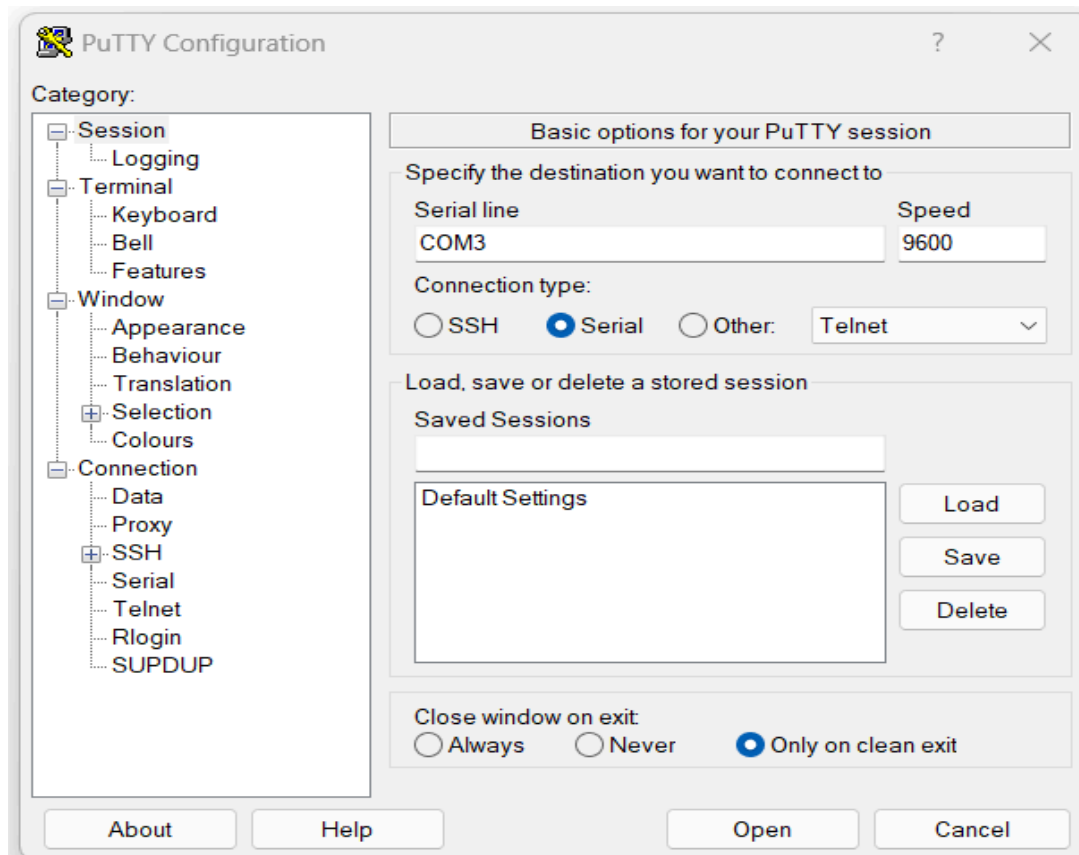 PuTTY Configuration
?
Category:
Session
Logging
Terminal
Keyboard
Bell
Features
Window
Appearance
Behaviour
Translation
Selection
Colours
Connection
Data
Proxy
SSH
Serial
Telnet
Rlogin
SUPDUP
Basic options for your PuTTY session
Specify the destination you want to connect to
Serial line Speed
COM3 9600
Connection type:
SSH Serial Other: Telnet
Load, save or delete a stored session
Saved Sessions
Default Settings
Load
Save
Delete
Close window on exit:
Always Never Only on clean exit
About Help Open Cancel